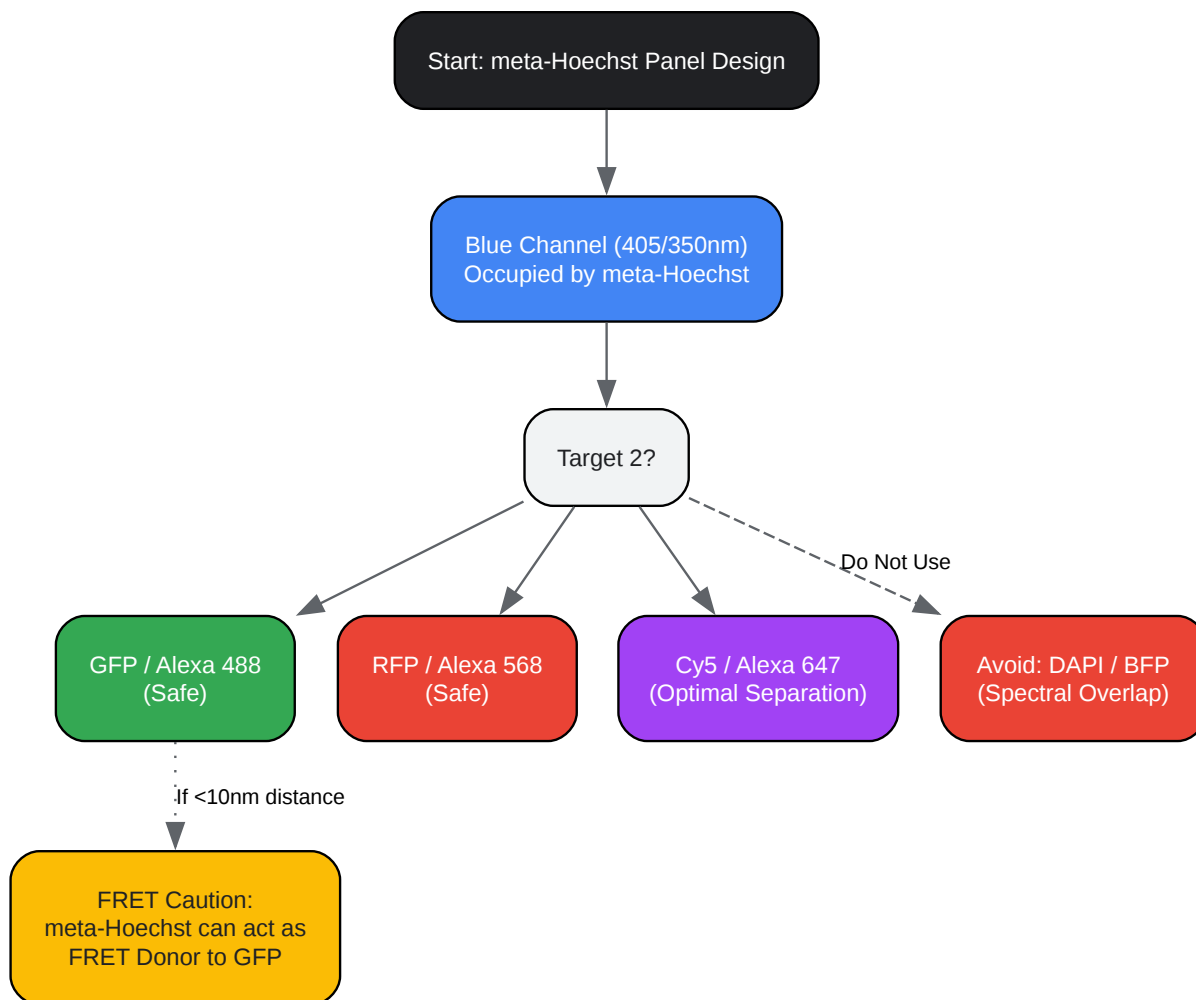 Start: meta-Hoechst Panel Design
Blue Channel (405/350nm)
Occupied by meta-Hoechst
Target 2?
Do Not Use
GFP / Alexa 488
(Safe)
RFP / Alexa 568
(Safe)
Cy5 / Alexa 647
(Optimal Separation)
Avoid: DAPI / BFP
(Spectral Overlap)
If <10nm distance
FRET Caution:
meta-Hoechst can act as
FRET Donor to GFP